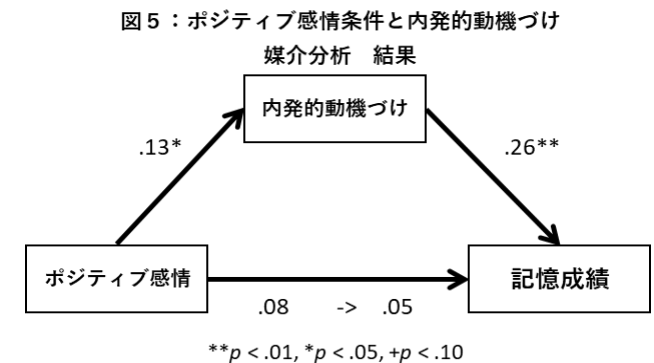 図５：ポジティブ感情条件と内発的動機づけ
媒介分析　結果
内発的動機づけ
.13*
.26**
ポジティブ感情
記憶成績
.08 -> .05
**p < .01, *p < .05, +p < .10